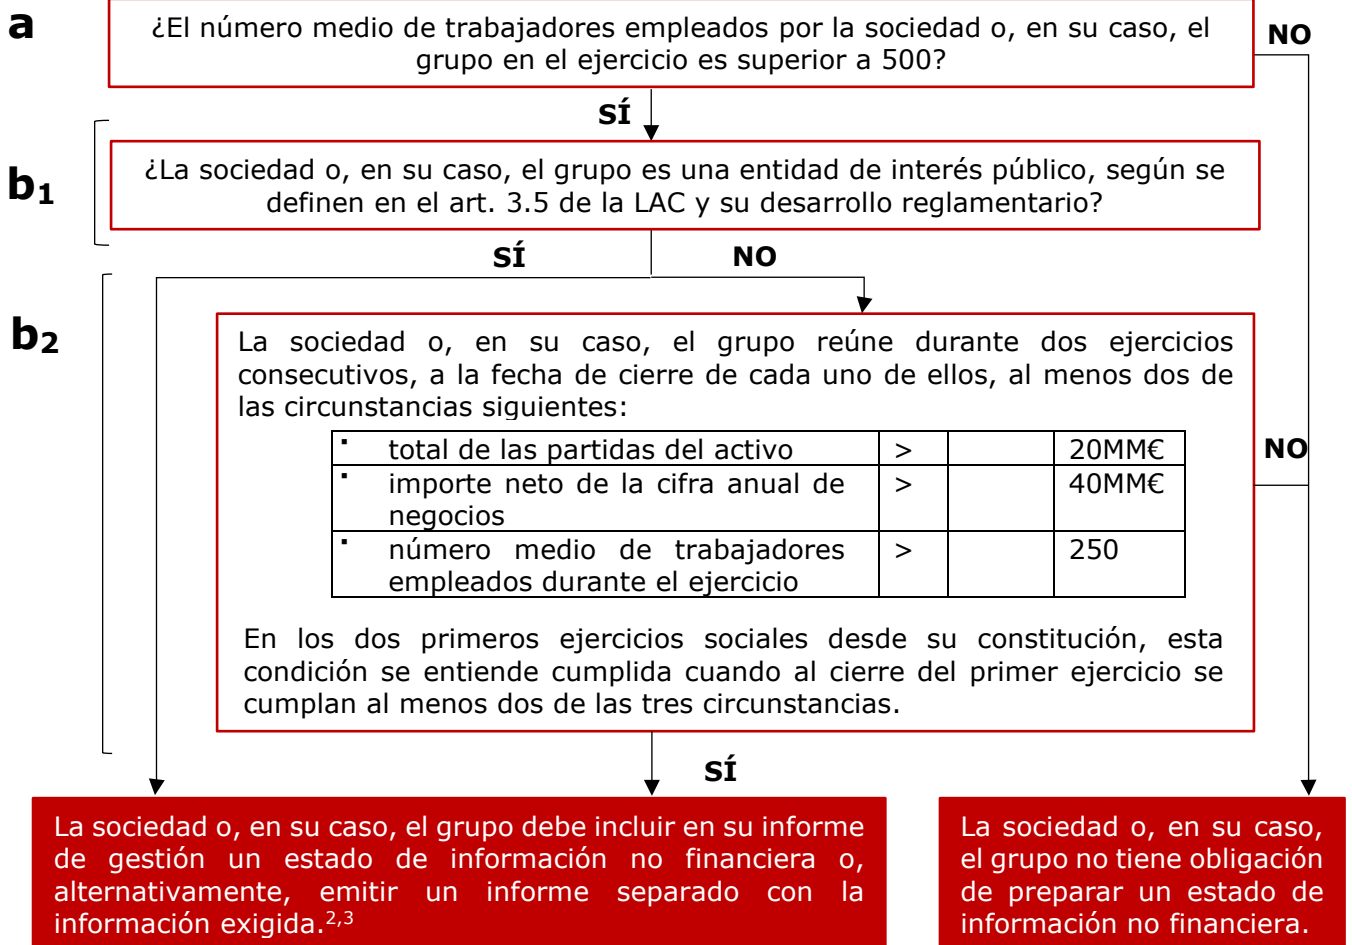 a
¿El número medio de trabajadores empleados por la sociedad o, en su caso, el
grupo en el ejercicio es superior a 500?
NO
SÍ
b1
¿La sociedad o, en su caso, el grupo es una entidad de interés público, según se
definen en el art. 3.5 de la LAC y su desarrollo reglamentario?
SÍ
NO
b2
La sociedad o, en su caso, el grupo reúne durante dos ejercicios
consecutivos, a la fecha de cierre de cada uno de ellos, al menos dos de
las circunstancias siguientes:
▪ total de las partidas del activo > 20MM€
▪ importe neto de la cifra anual de
negocios > 40MM€
▪ número medio de trabajadores
empleados durante el ejercicio > 250
NO
En los dos primeros ejercicios sociales desde su constitución, esta
condición se entiende cumplida cuando al cierre del primer ejercicio se
cumplan al menos dos de las tres circunstancias.
SÍ
La sociedad o, en su caso, el grupo debe incluir en su informe
de gestión un estado de información no financiera o,
alternativamente, emitir un informe separado con la
información exigida.2,3
La sociedad o, en su caso,
el grupo no tiene obligación
de preparar un estado de
información no financiera.